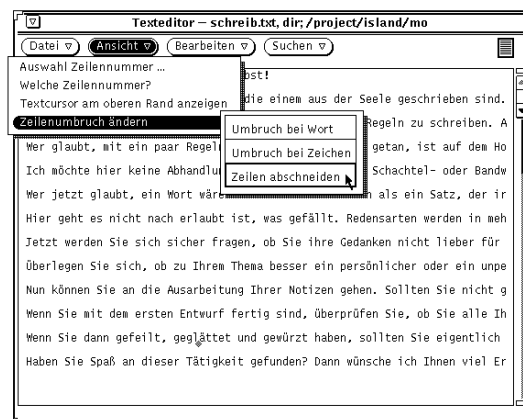 Texteditor – schreib.txt, dir; /project/island/mo
Datei Ansicht Bearbeiten Suchen
Auswahl Zeilennummer ...
Welche Zeilennummer?
Textcursor am oberen Rand anzeigen
Zeilenumbruch ändern
Umbruch bei Wort
Umbruch bei Zeichen
Zeilen abschneiden
bst!
die einem aus der Seele geschrieben sind.
Regeln zu schreiben. A
Wer glaubt, mit ein paar Regel getan, ist auf dem Ho
Ich möchte hier keine Abhandlu Schachtel- oder Bandw
Wer jetzt glaubt, ein Wort wär als ein Satz, der ir
Hier geht es nicht nach erlaubt ist, was gefällt. Redensarten werden in meh
Jetzt werden Sie sich sicher fragen, ob Sie ihre Gedanken nicht lieber für
Überlegen Sie sich, ob zu Ihrem Thema besser ein persönlicher oder ein unpe
Nun können Sie an die Ausarbeitung Ihrer Notizen gehen. Sollten Sie nicht g
Wenn Sie mit dem ersten Entwurf fertig sind, überprüfen Sie, ob Sie alle Ih
Wenn Sie dann gefeilt, geglättet und gewürzt haben, sollten Sie eigentlich
Haben Sie Spaß an dieser Tätigkeit gefunden? Dann wünsche ich Ihnen viel Er